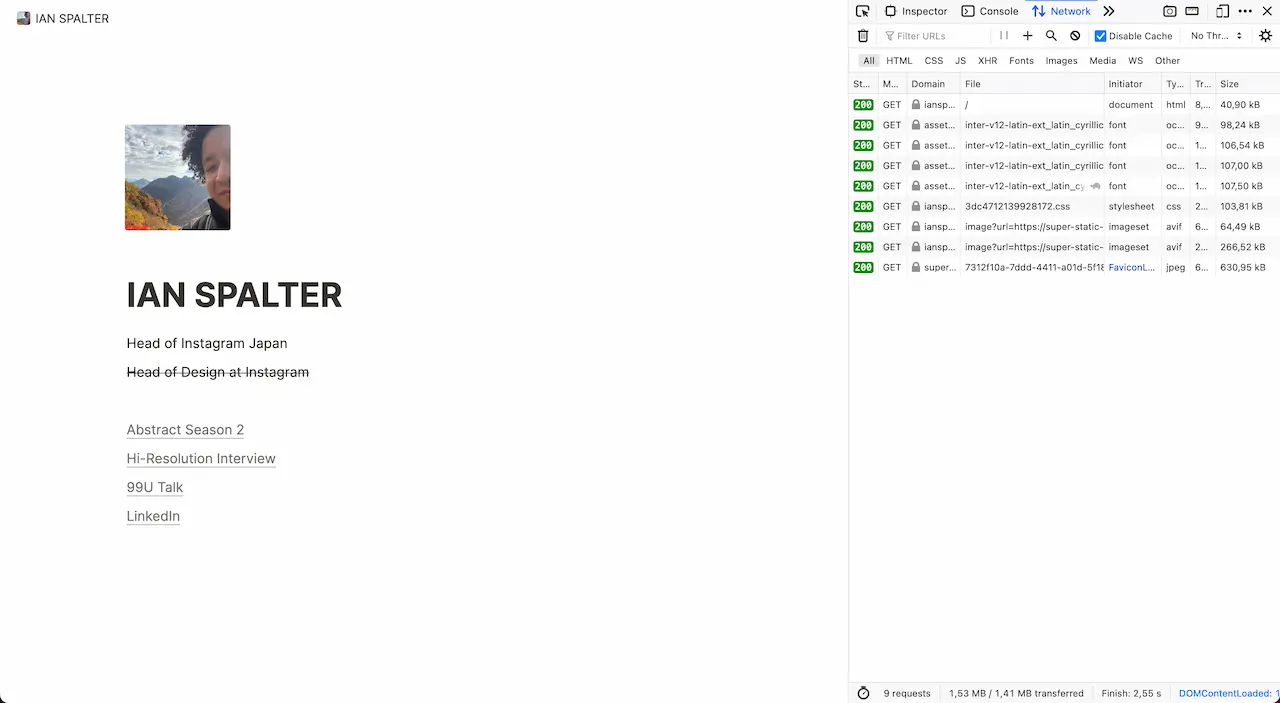 IAN SPALTER
IAN SPALTER
Head of Instagram Japan
Head of Design at Instagram
Abstract Season 2
Hi-Resolution Interview
99U Talk
LinkedIn
Inspector Console Network
Filter URLs Disable Cache No Thr...
All HTML CSS JS XHR Fonts Images Media WS Other
St... M... Domain File Initiator Ty... Tr... Size
200 GET iansp... / document html 8,... 40,90 kB
200 GET asset... inter-v12-latin-ext_latin_cyrillic font oc... 9... 98,24 kB
200 GET asset... inter-v12-latin-ext_latin_cyrillic font oc... 1... 106,54 kB
200 GET asset... inter-v12-latin-ext_latin_cyrillic font oc... 1... 107,00 kB
200 GET asset... inter-v12-latin-ext_latin_cy font oc... 1... 107,50 kB
200 GET iansp... 3dc4712139928172.css stylesheet css 2... 103,81 kB
200 GET iansp... image?url=https://super-static- imageset avif 6... 64,49 kB
200 GET iansp... image?url=https://super-static- imageset avif 2... 266,52 kB
200 GET super... 7312f10a-7ddd-4411-a01d-5f18 FaviconL... jpeg 6... 630,95 kB
9 requests 1,53 MB / 1,41 MB transferred Finish: 2,55 s DOMContentLoaded: 1